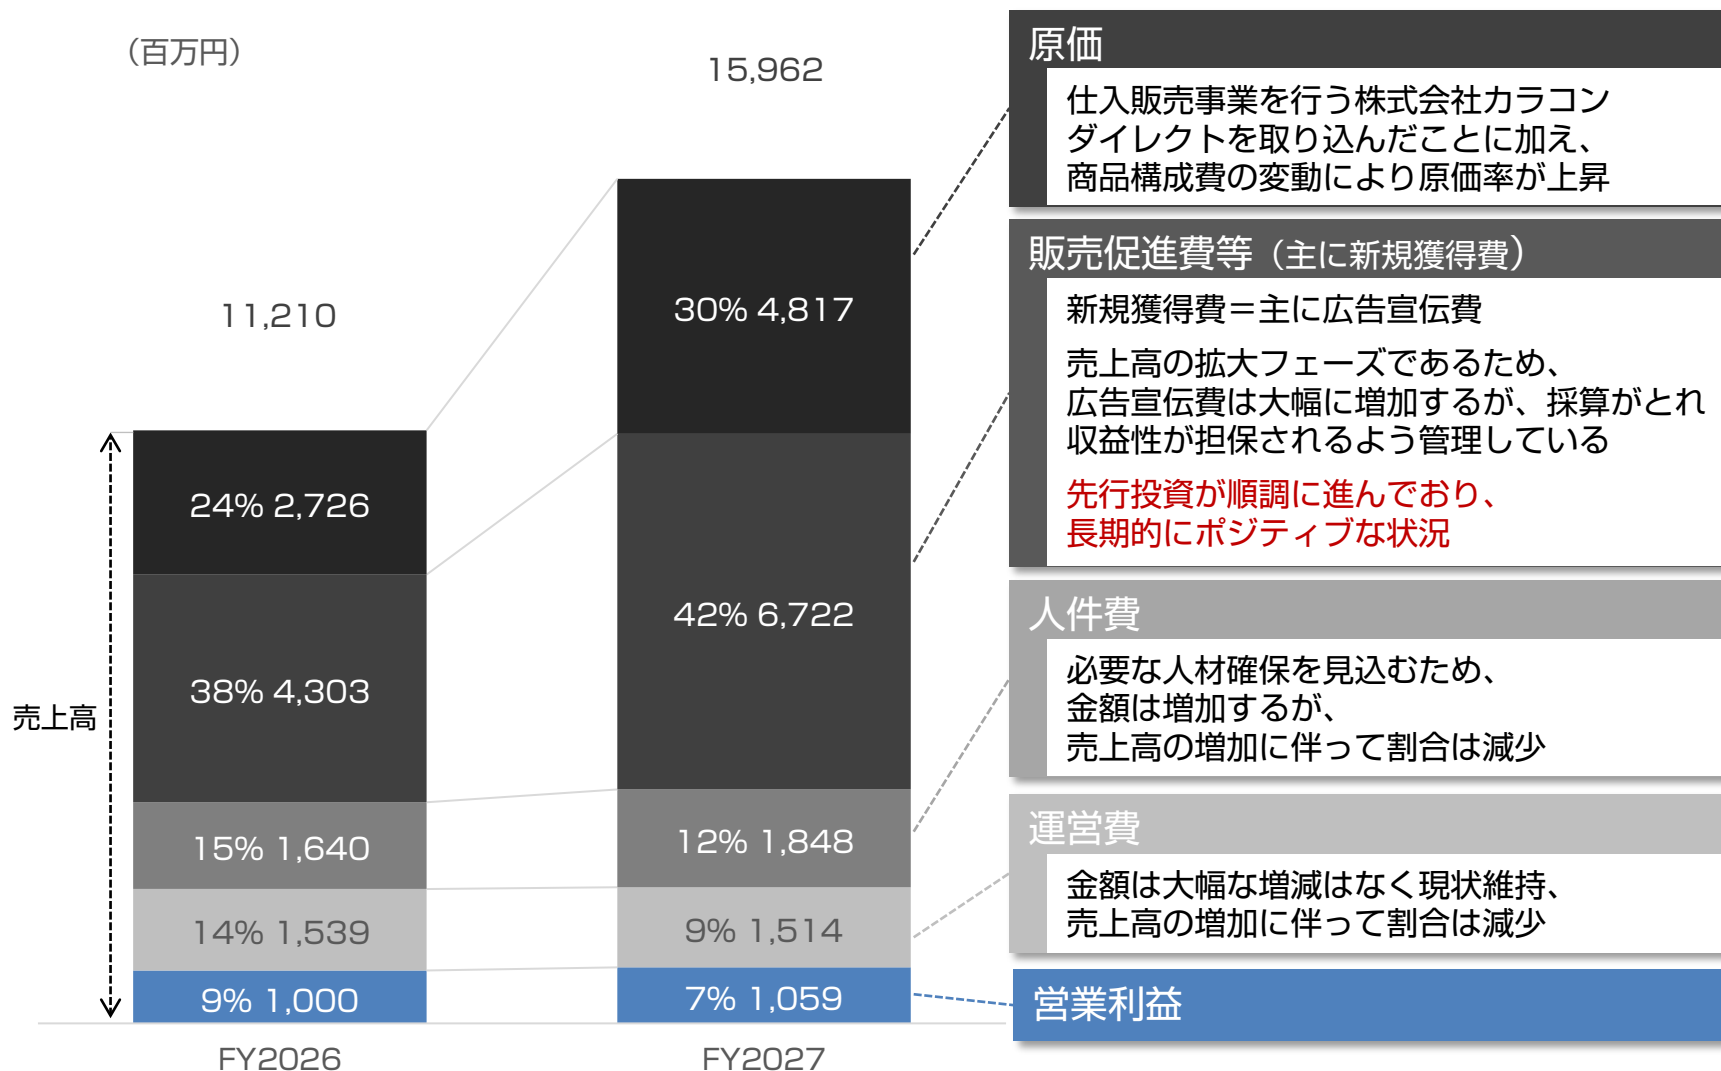 （百万円）
11,210
24% 2,726
38% 4,303
15% 1,640
14% 1,539
9% 1,000
売上高
FY2026
15,962
30% 4,817
42% 6,722
12% 1,848
9% 1,514
7% 1,059
FY2027
原価
仕入販売事業を行う株式会社カラコン
ダイレクトを取り込んだことに加え、
商品構成費の変動により原価率が上昇
販売促進費等（主に新規獲得費）
新規獲得費＝主に広告宣伝費
売上高の拡大フェーズであるため、
広告宣伝費は大幅に増加するが、採算がとれ
収益性が担保されるよう管理している
先行投資が順調に進んでおり、
長期的にポジティブな状況
人件費
必要な人材確保を見込むため、
金額は増加するが、
売上高の増加に伴って割合は減少
運営費
金額は大幅な増減はなく現状維持、
売上高の増加に伴って割合は減少
営業利益